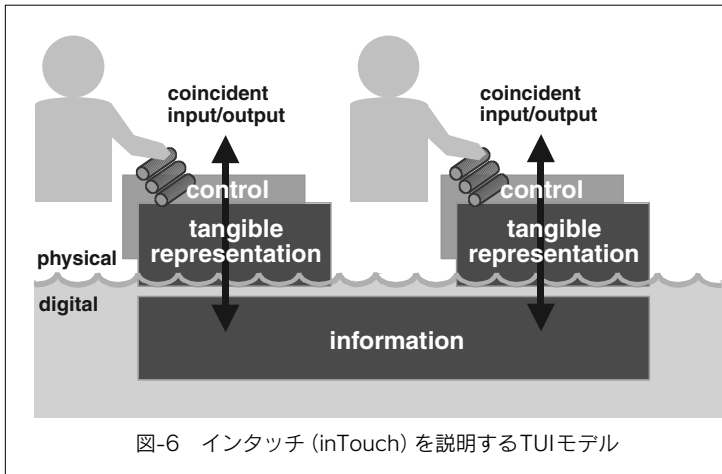 coincident
input/output
coincident
input/output
control
control
tangible
representation
tangible
representation
physical
digital
information
図-6 インタッチ（inTouch）を説明するTUIモデル